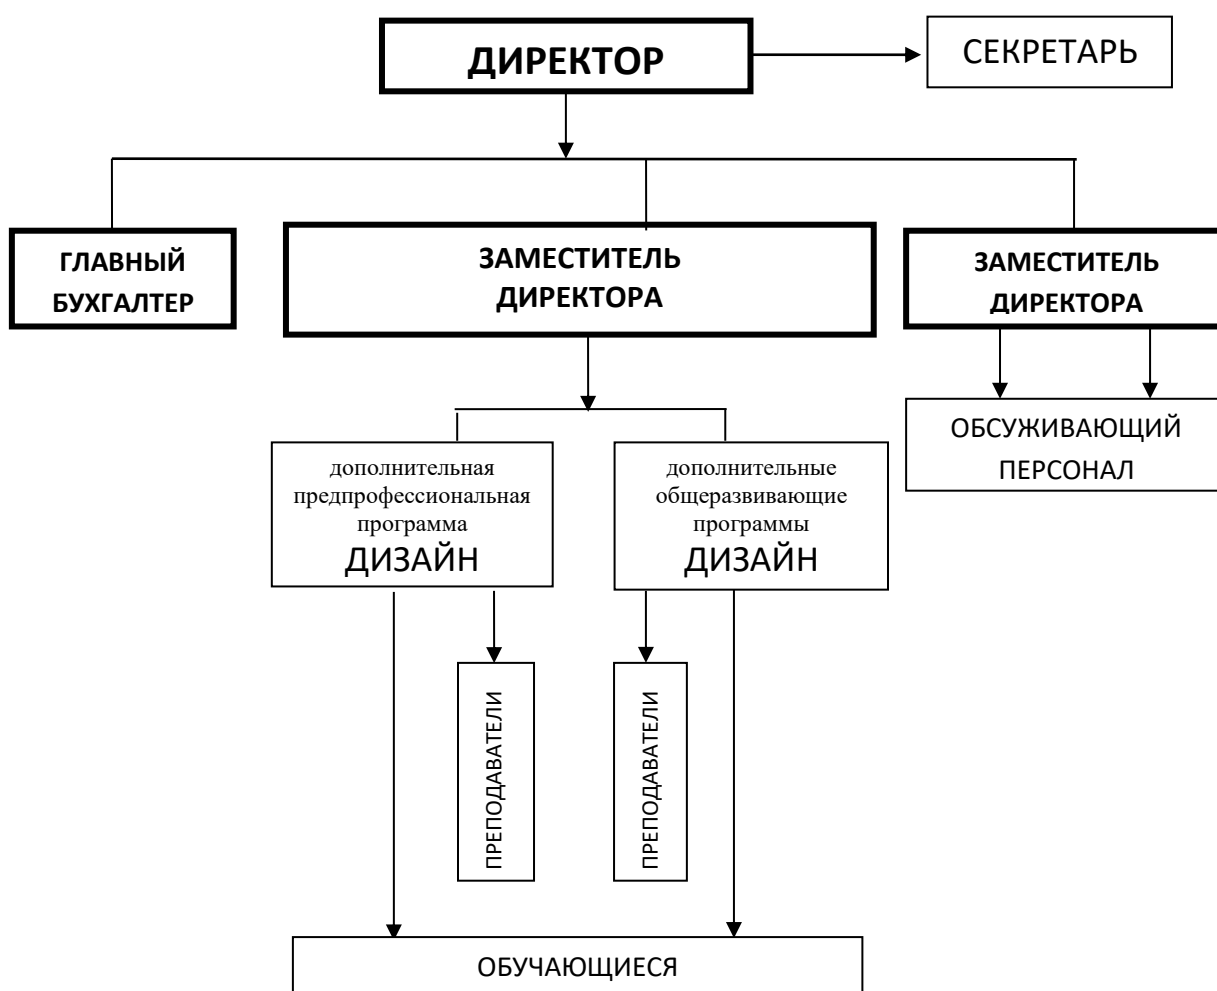 ДИРЕКТОР
СЕКРЕТАРЬ
ГЛАВНЫЙ
БУХГАЛТЕР
ЗАМЕСТИТЕЛЬ
ДИРЕКТОРА
ЗАМЕСТИТЕЛЬ
ДИРЕКТОРА
ОБСУЖИВАЮЩИЙ
ПЕРСОНАЛ
дополнительная
предпрофессиональная
программа
ДИЗАЙН
дополнительные
общеразвивающие
программы
ДИЗАЙН
ПРЕПОДАВАТЕЛИ
ПРЕПОДАВАТЕЛИ
ОБУЧАЮЩИЕСЯ